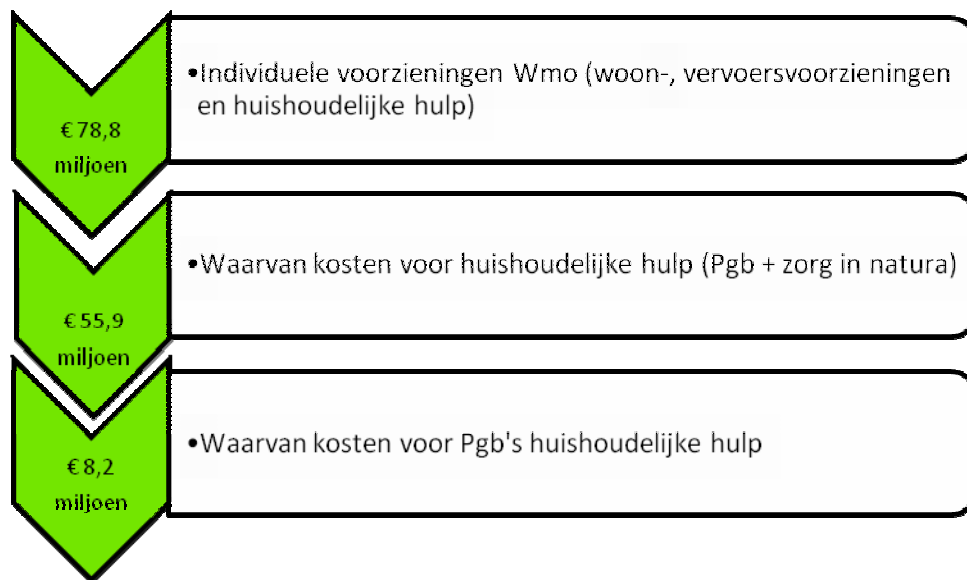 € 78,8
miljoen
•Individuele voorzieningen Wmo (woon-, vervoersvoorzieningen
en huishoudelijke hulp)
€ 55,9
miljoen
•Waarvan kosten voor huishoudelijke hulp (Pgb + zorg in natura)
€ 8,2
miljoen
•Waarvan kosten voor Pgb's huishoudelijke hulp